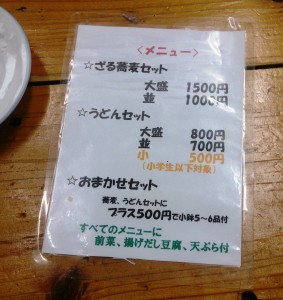 <メニュー>
☆ざる蕎麦セット
大盛 1500円
並 1000円
☆うどんセット
大盛 800円
並 700円
小 500円
(小学生以下対象)
☆おまかせセット
蕎麦、うどんセットに
プラス500円で小鉢5～6品付
すべてのメニューに
前菜、揚げだし豆腐、天ぷら付